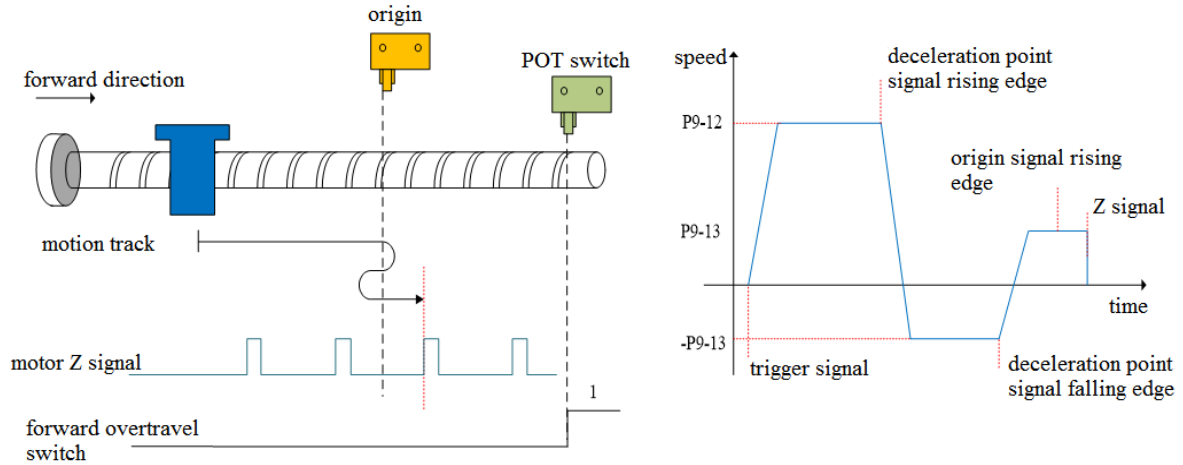 origin
forward direction
POT switch
motion track
motor Z signal
1
forward overtravel
switch
speed
deceleration point
signal rising edge
P9-12
origin signal rising
edge
Z signal
P9-13
time
-P9-13
trigger signal
deceleration point
signal falling edge